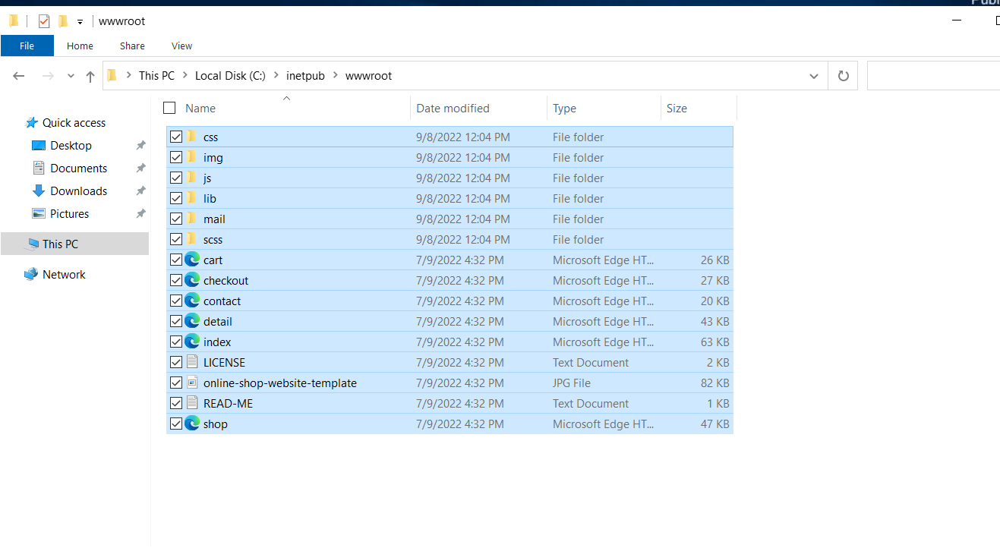 wwwroot
File Home Share View
This PC Local Disk (C:) inetpub wwwroot
Name Date modified Type Size
Quick access
Desktop
Documents
Downloads
Pictures
This PC
Network
css 9/8/2022 12:04 PM File folder
img 9/8/2022 12:04 PM File folder
js 9/8/2022 12:04 PM File folder
lib 9/8/2022 12:04 PM File folder
mail 9/8/2022 12:04 PM File folder
scss 9/8/2022 12:04 PM File folder
cart 7/9/2022 4:32 PM Microsoft Edge HT... 26 KB
checkout 7/9/2022 4:32 PM Microsoft Edge HT... 27 KB
contact 7/9/2022 4:32 PM Microsoft Edge HT... 20 KB
detail 7/9/2022 4:32 PM Microsoft Edge HT... 43 KB
index 7/9/2022 4:32 PM Microsoft Edge HT... 63 KB
LICENSE 7/9/2022 4:32 PM Text Document 2 KB
online-shop-website-template 7/9/2022 4:32 PM JPG File 82 KB
READ-ME 7/9/2022 4:32 PM Text Document 1 KB
shop 7/9/2022 4:32 PM Microsoft Edge HT... 47 KB